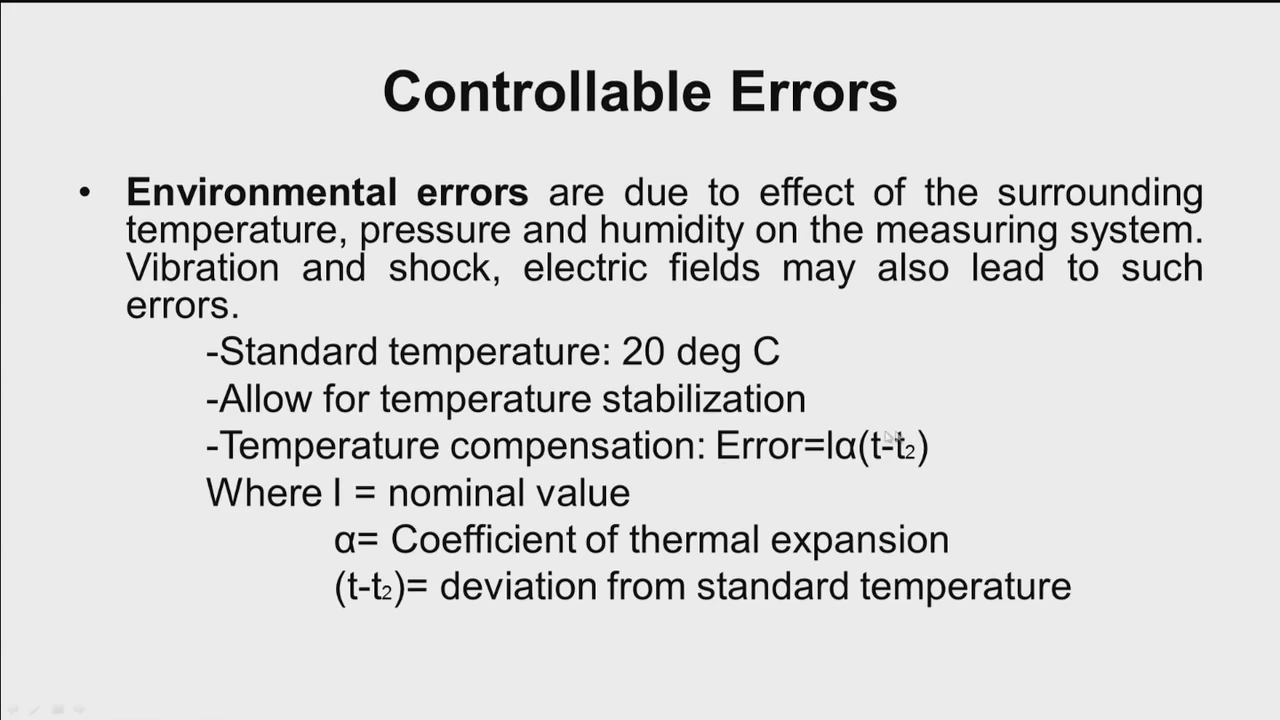 Controllable Errors
• Environmental errors are due to effect of the surrounding
temperature, pressure and humidity on the measuring system.
Vibration and shock, electric fields may also lead to such
errors.
-Standard temperature: 20 deg C
-Allow for temperature stabilization
-Temperature compensation: Error=lα(t-t₂)
Where l = nominal value
α= Coefficient of thermal expansion
(t-t₂)= deviation from standard temperature